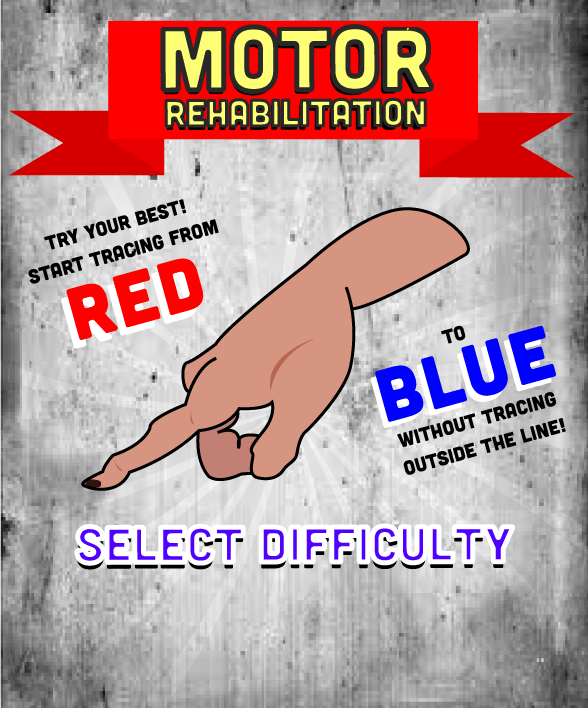 MOTOR
REHABILITATION
TRY YOUR BEST!
START TRACING FROM
RED
TO
BLUE
WITHOUT TRACING
OUTSIDE THE LINE!
SELECT DIFFICULTY